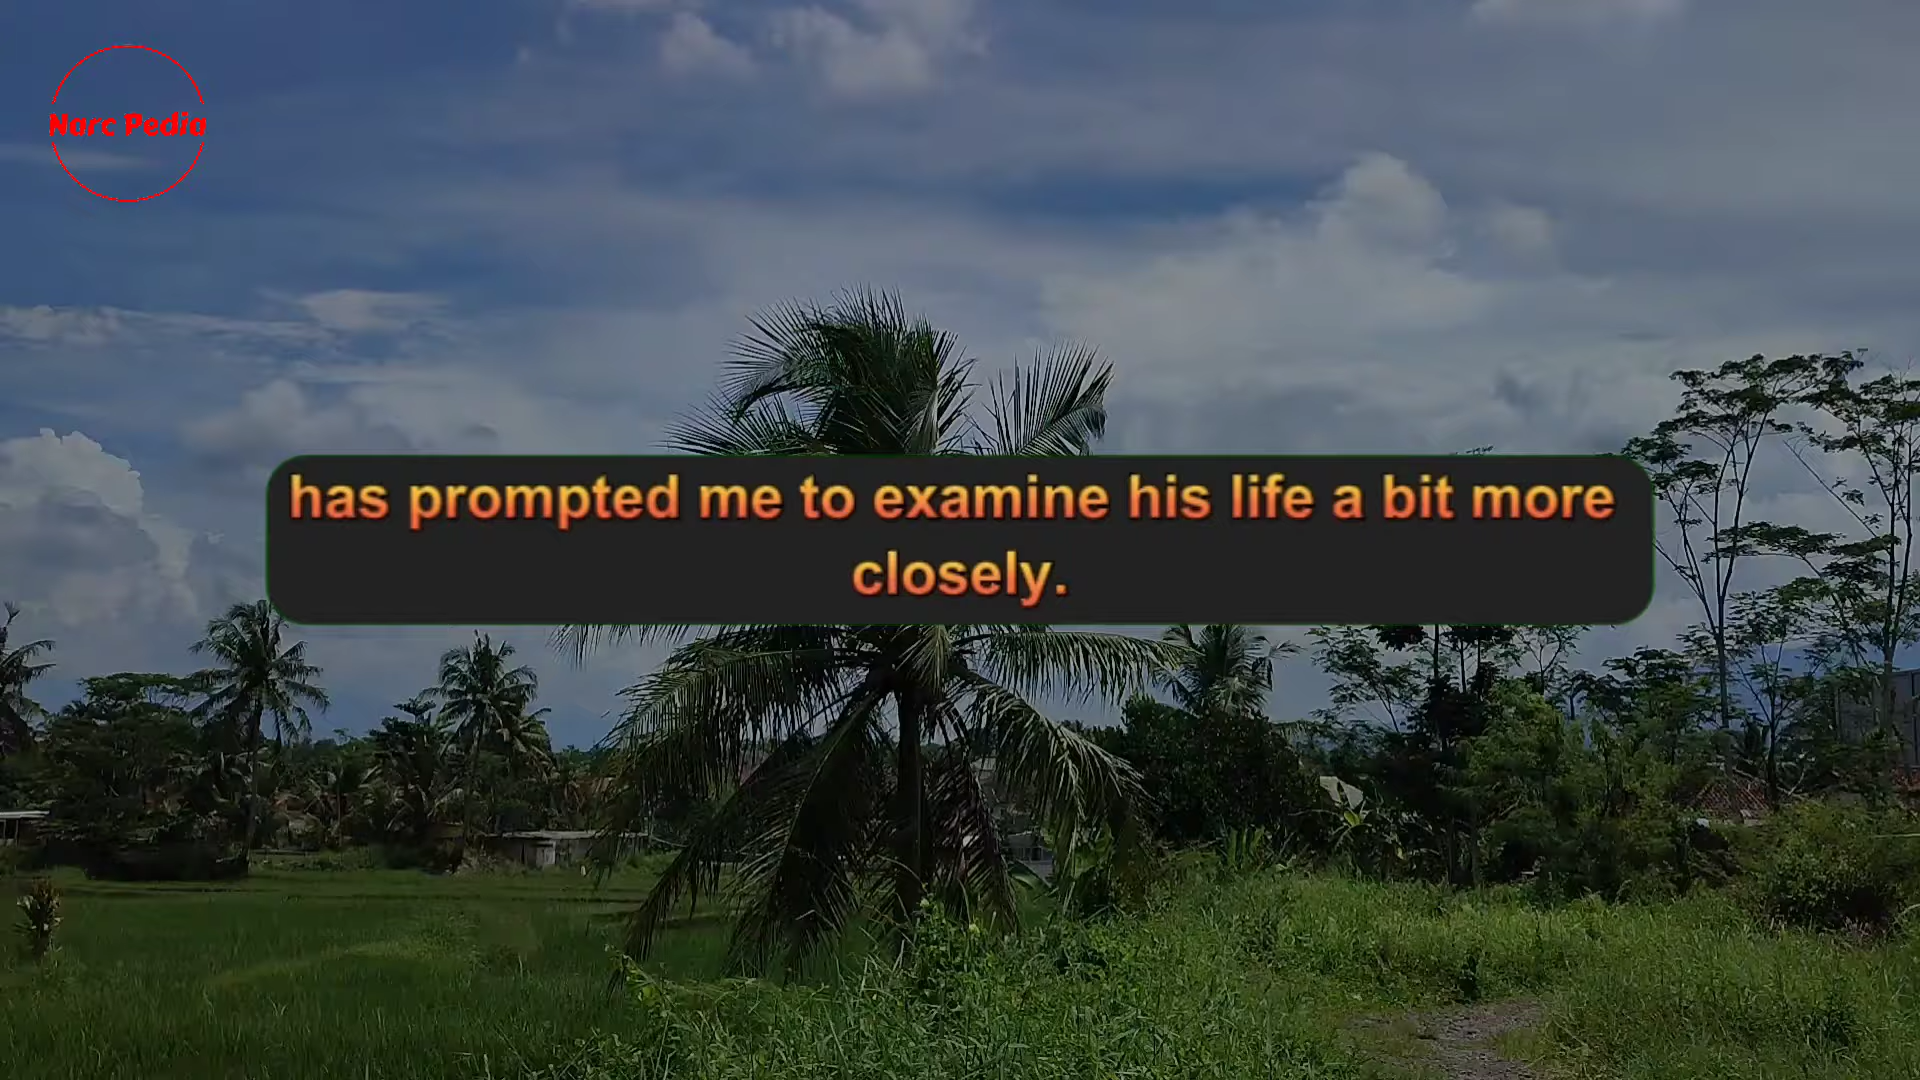 Narc Pedia
has prompted me to examine his life a bit more
closely.